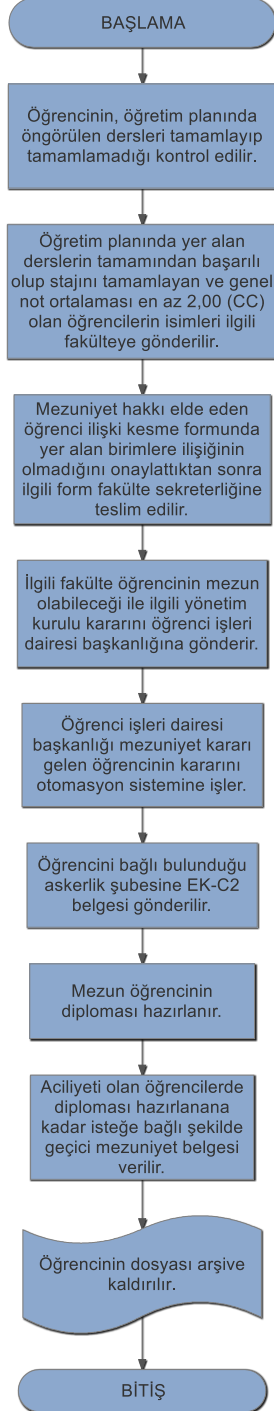 BAŞLAMA
Öğrencinin, öğretim planında
öngörülen dersleri tamamlayıp
tamamlamadığı kontrol edilir.
Öğretim planında yer alan
derslerin tamamından başarılı
olup stajını tamamlayan ve genel
not ortalaması en az 2,00 (CC)
olan öğrencilerin isimleri ilgili
fakülteye gönderilir.
Mezuniyet hakkı elde eden
öğrenci ilişki kesme formunda
yer alan birimlere ilişiğinin
olmadığını onaylattıktan sonra
ilgili form fakülte sekreterliğine
teslim edilir.
İlgili fakülte öğrencinin mezun
olabileceği ile ilgili yönetim
kurulu kararını öğrenci işleri
dairesi başkanlığına gönderir.
Öğrenci işleri dairesi
başkanlığı mezuniyet kararı
gelen öğrencinin kararını
otomasyon sistemine işler.
Öğrencini bağlı bulunduğu
askerlik şubesine EK-C2
belgesi gönderilir.
Mezun öğrencinin
diploması hazırlanır.
Aciliyeti olan öğrencilerde
diploması hazırlanana
kadar isteğe bağlı şekilde
geçici mezuniyet belgesi
verilir.
Öğrencinin dosyası arşive
kaldırılır.
BİTİŞ